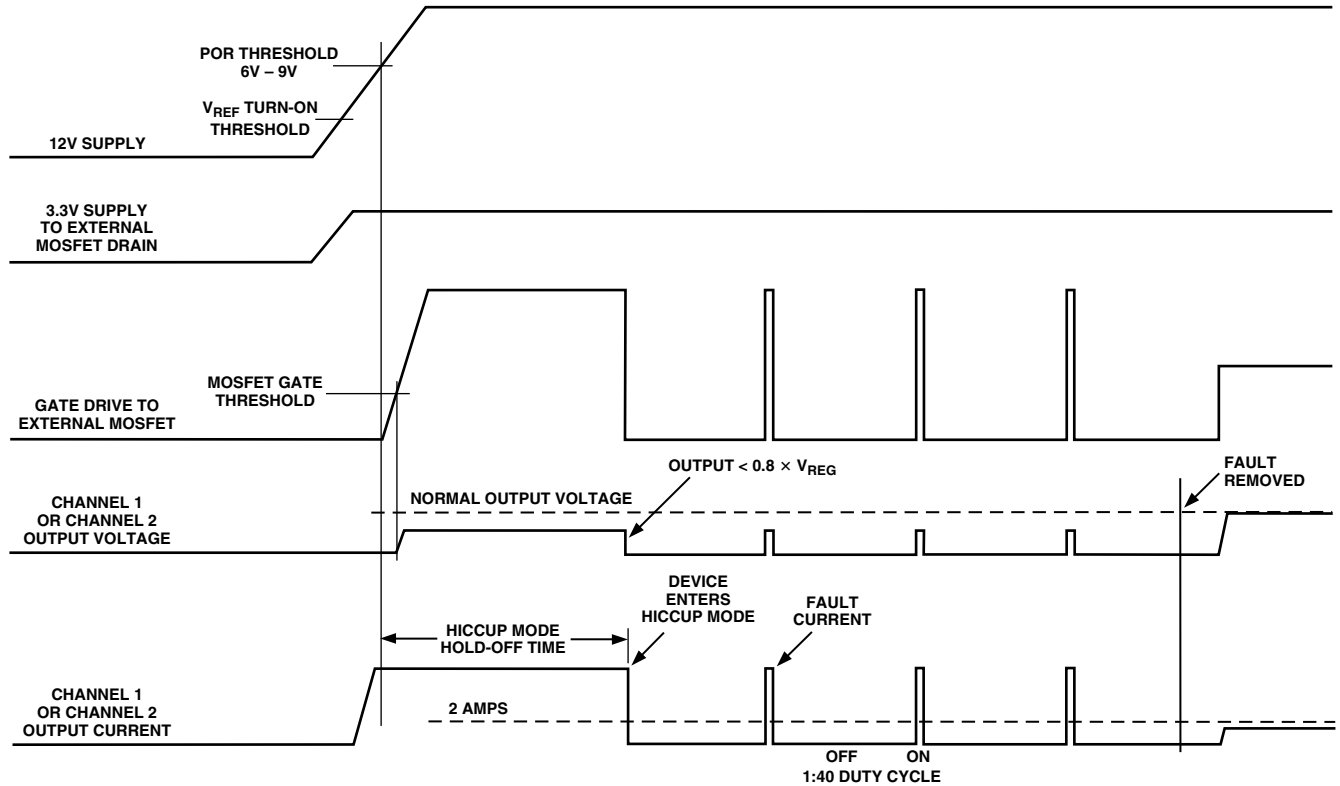 POR THRESHOLD
6V – 9V
VREF TURN-ON
THRESHOLD
12V SUPPLY
3.3V SUPPLY
TO EXTERNAL
MOSFET DRAIN
MOSFET GATE
THRESHOLD
GATE DRIVE TO
EXTERNAL MOSFET
OUTPUT < 0.8 × VREG
FAULT
REMOVED
NORMAL OUTPUT VOLTAGE
CHANNEL 1
OR CHANNEL 2
OUTPUT VOLTAGE
DEVICE
ENTERS
HICCUP MODE
FAULT
CURRENT
HICCUP MODE
HOLD-OFF TIME
CHANNEL 1
OR CHANNEL 2
OUTPUT CURRENT
2 AMPS
OFF ON
1:40 DUTY CYCLE